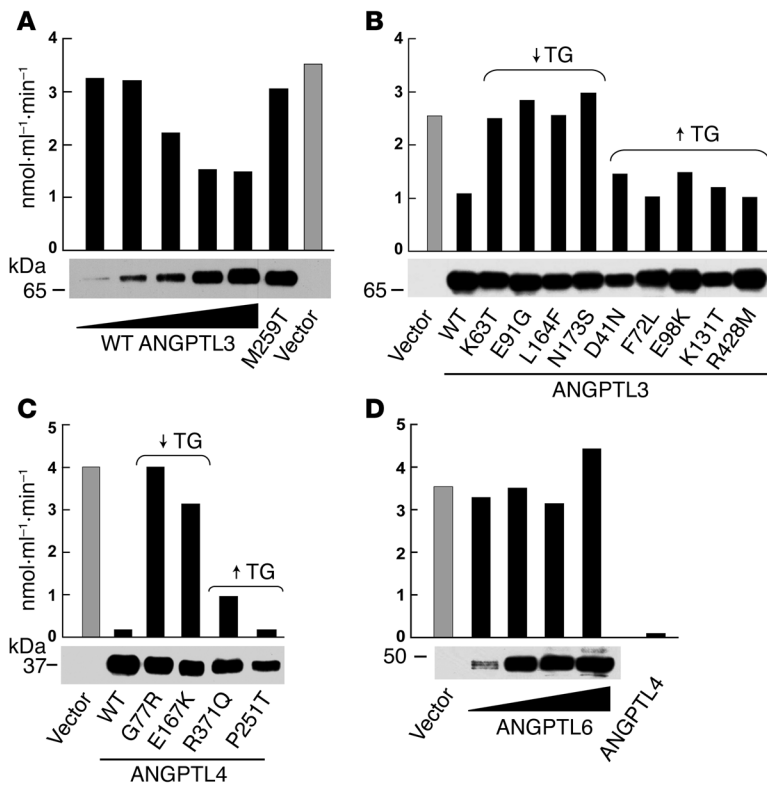 A
4
3
2
1
0
nmol·ml⁻¹·min⁻¹
kDa
65
WT ANGPTL3
M259T
Vector
B
4
3
2
1
0
↓ TG
↑ TG
65
Vector
WT
K63T
E91G
L164F
N173S
D41N
F72L
E98K
K131T
R428M
ANGPTL3
C
5
4
3
2
1
0
nmol·ml⁻¹·min⁻¹
↓ TG
↑ TG
kDa
37
Vector
WT
G77R
E167K
R371Q
P251T
ANGPTL4
D
5
4
3
2
1
0
50
Vector
ANGPTL6
ANGPTL4